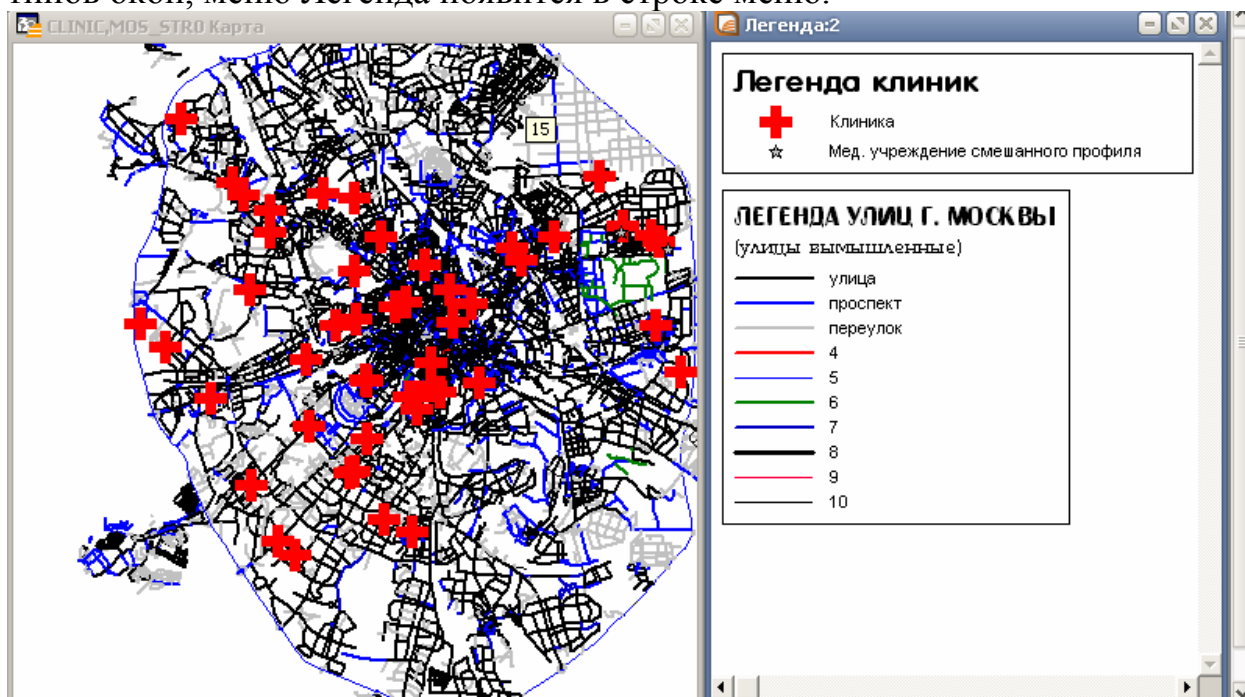 типов окон, меню Легенда появится в строке меню.
CLINIC,MOS_STR0 Карта
15
Легенда:2
Легенда клиник
Клиника
Мед. учреждение смешанного профиля
ЛЕГЕНДА УЛИЦ Г. МОСКВЫ
(улицы вымышленные)
улица
проспект
переулок
4
5
6
7
8
9
10